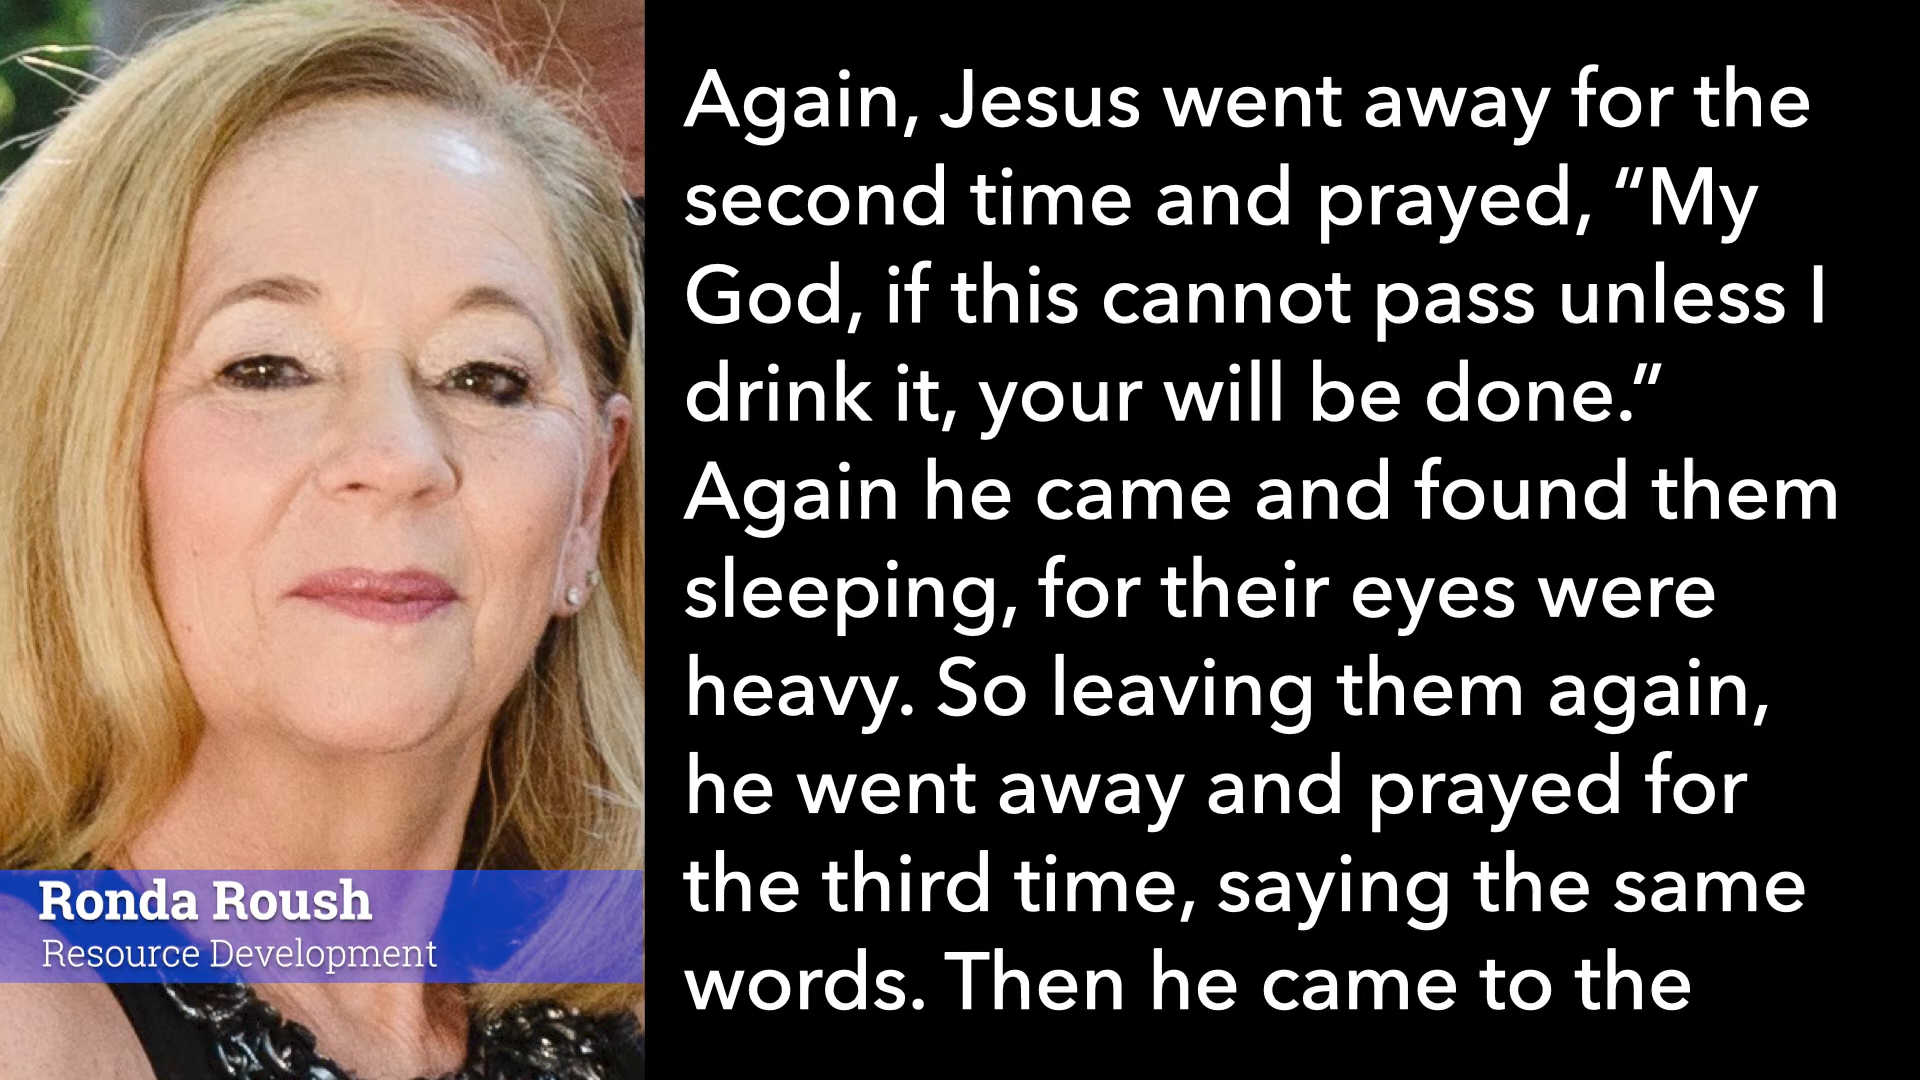 Ronda Roush
Resource Development
Again, Jesus went away for the
second time and prayed, “My
God, if this cannot pass unless I
drink it, your will be done.”
Again he came and found them
sleeping, for their eyes were
heavy. So leaving them again,
he went away and prayed for
the third time, saying the same
words. Then he came to the